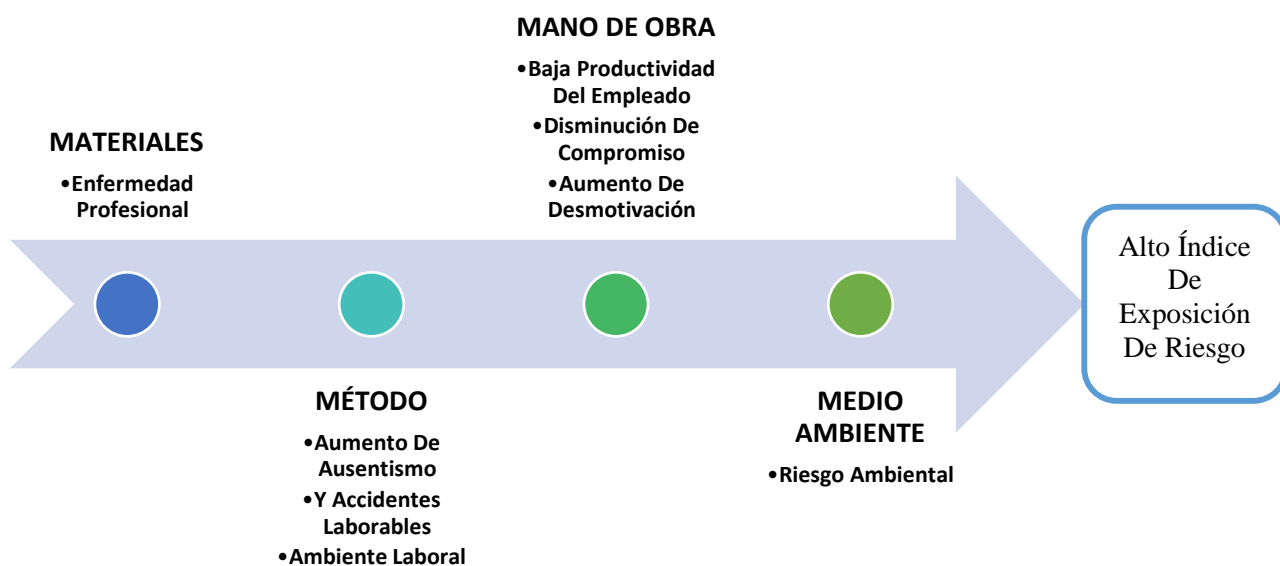 MATERIALES
•Enfermedad
Profesional
MÉTODO
•Aumento De
Ausentismo
•Y Accidentes
Laborables
•Ambiente Laboral
MANO DE OBRA
•Baja Productividad
Del Empleado
•Disminución De
Compromiso
•Aumento De
Desmotivación
MEDIO
AMBIENTE
•Riesgo Ambiental
Alto Índice
De
Exposición
De Riesgo